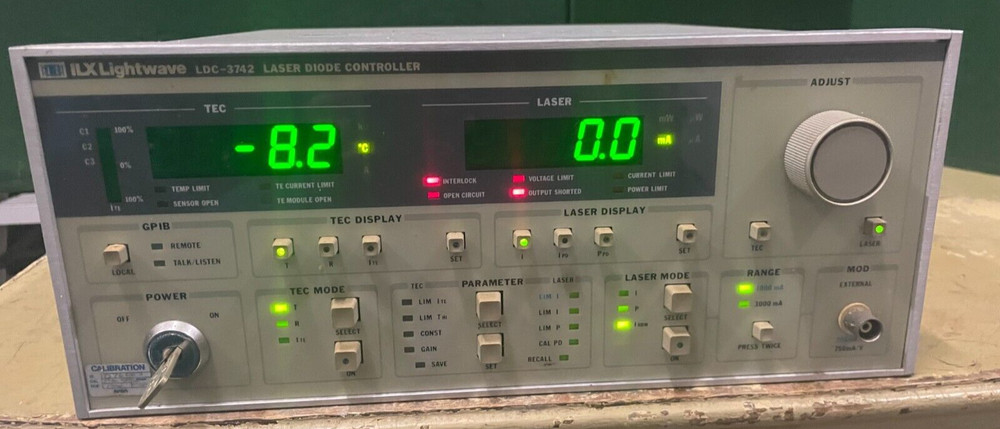 ILX Lightwave LDC-3742 LASER DIODE CONTROLLER
ADJUST
TEC
LASER
C1 100%
C2
C3 0%
100%
ITE
-8.2 °C
0.0 mA
mW
TEMP LIMIT
SENSOR OPEN
TE CURRENT LIMIT
TE MODULE OPEN
INTERLOCK
OPEN CIRCUIT
VOLTAGE LIMIT
OUTPUT SHORTED
CURRENT LIMIT
POWER LIMIT
TEC
LASER
GPIB
LOCAL
REMOTE
TALK/LISTEN
TEC DISPLAY
T
R
ITE
SET
LASER DISPLAY
I
IPD
PPD
SET
POWER
OFF
ON
CALIBRATION
TEC MODE
T
R
ITE
SELECT
ON
TEC
PARAMETER
LASER
LIM ITE
LIM THI
CONST
GAIN
SAVE
SELECT
SET
LIM I
LIM I
LIM P
CAL PD
RECALL
LASER MODE
I
P
SELECT
ON
RANGE
3000 mA
PRESS TWICE
MOD
EXTERNAL